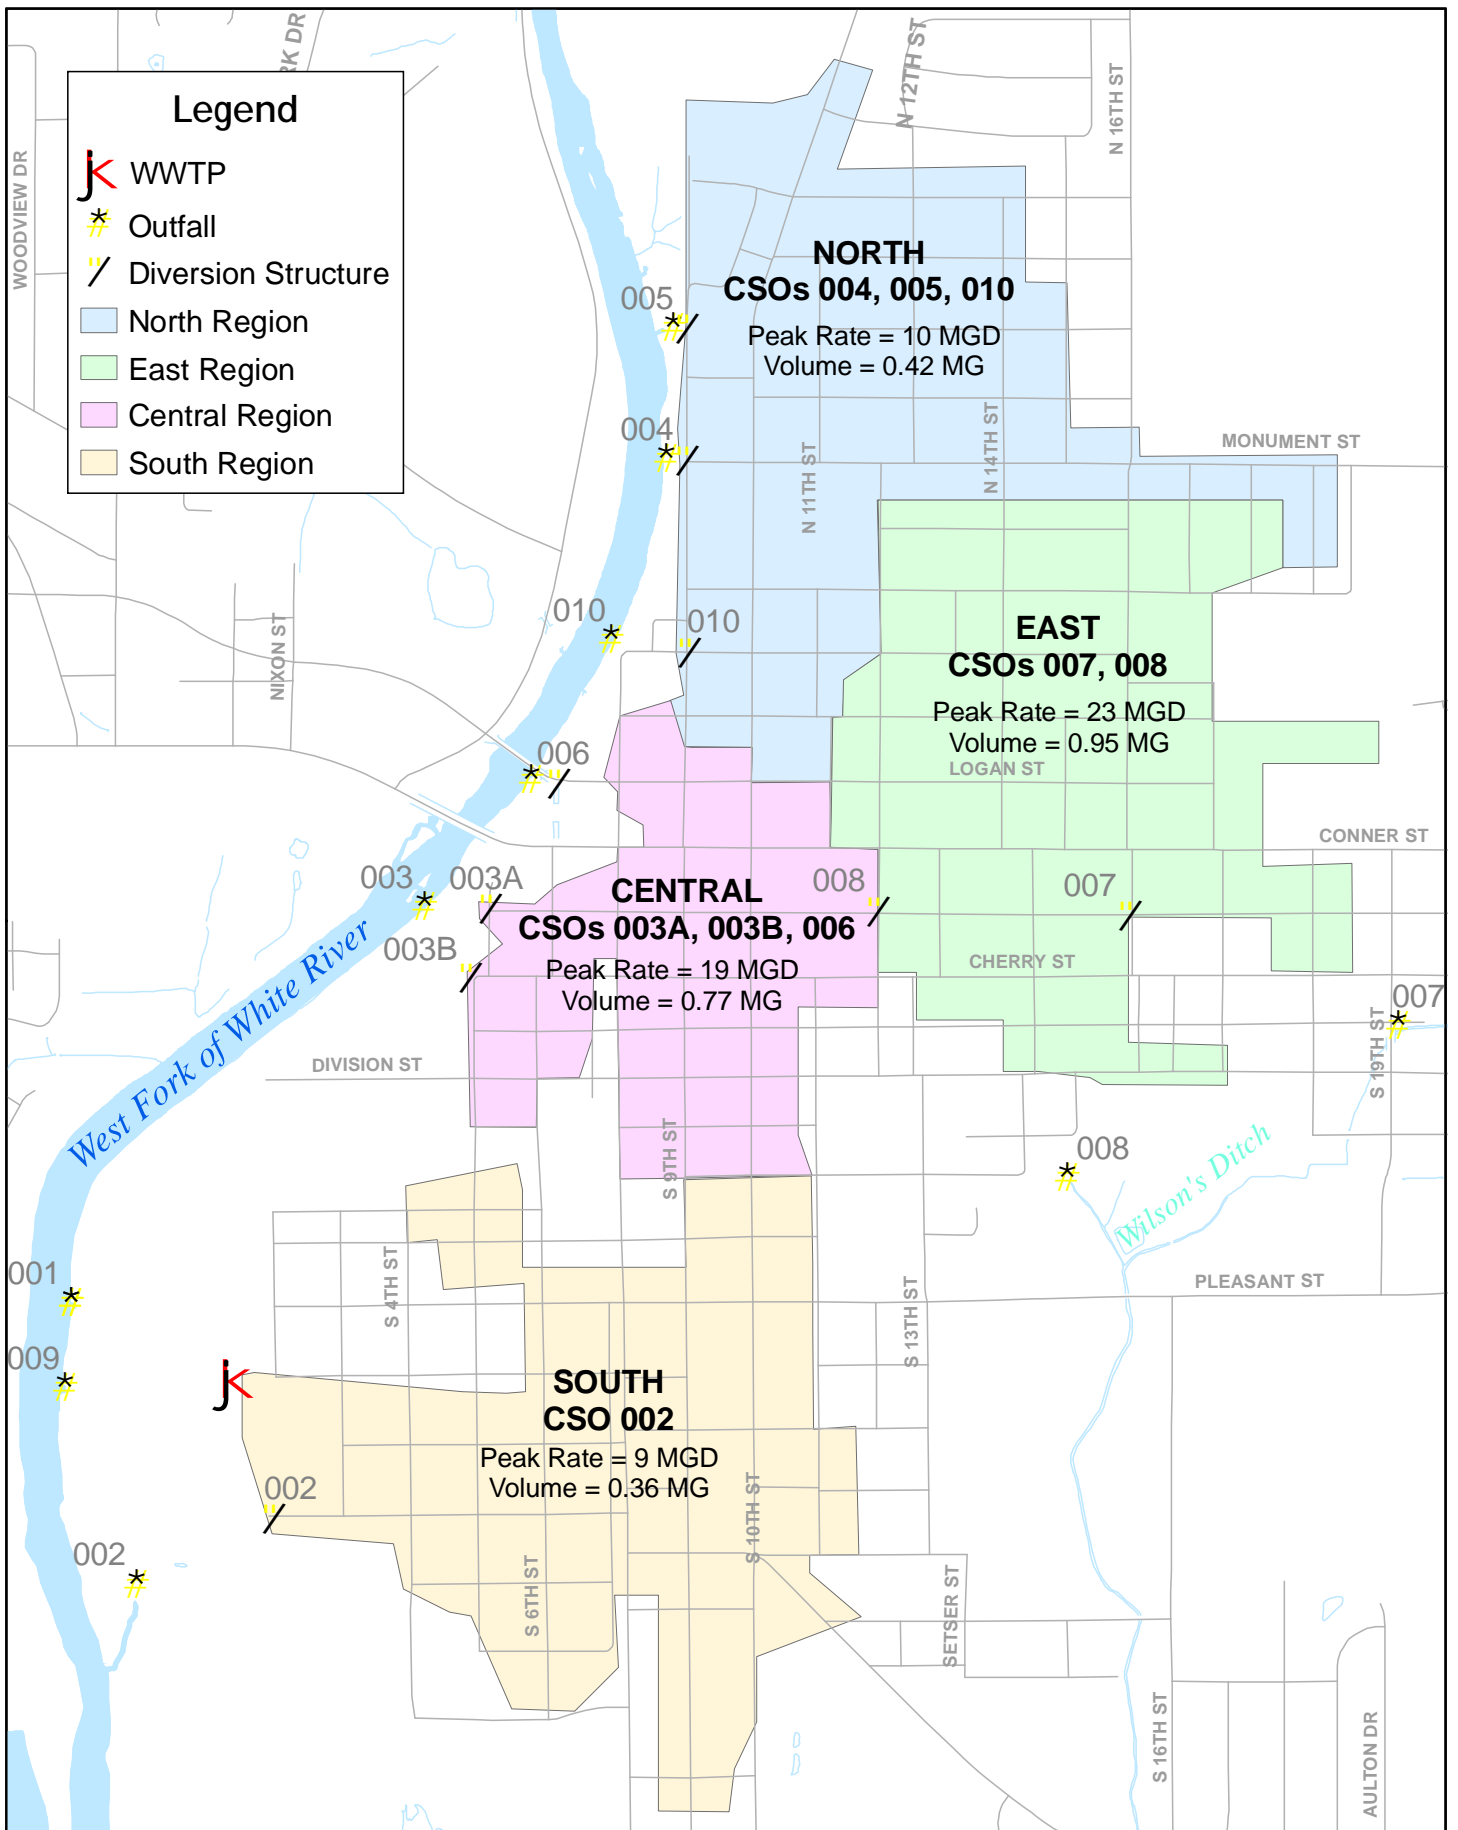 RK DR
N 12TH ST
N 16TH ST
WOODVIEW DR
Legend
WWTP
Outfall
Diversion Structure
North Region
East Region
Central Region
South Region
NORTH
CSOs 004, 005, 010
Peak Rate = 10 MGD
Volume = 0.42 MG
005
004
MONUMENT ST
N 11TH ST
N 14TH ST
010
010
NIXON ST
EAST
CSOs 007, 008
Peak Rate = 23 MGD
Volume = 0.95 MG
LOGAN ST
006
CONNER ST
003
003A
008
007
CENTRAL
CSOs 003A, 003B, 006
Peak Rate = 19 MGD
Volume = 0.77 MG
003B
CHERRY ST
007
West Fork of White River
DIVISION ST
S 19TH ST
S 9TH ST
008
Wilson's Ditch
001
S 4TH ST
PLEASANT ST
S 13TH ST
009
jk
SOUTH
CSO 002
Peak Rate = 9 MGD
Volume = 0.36 MG
002
S 10TH ST
002
S 6TH ST
SETSER ST
S 16TH ST
AULTON DR